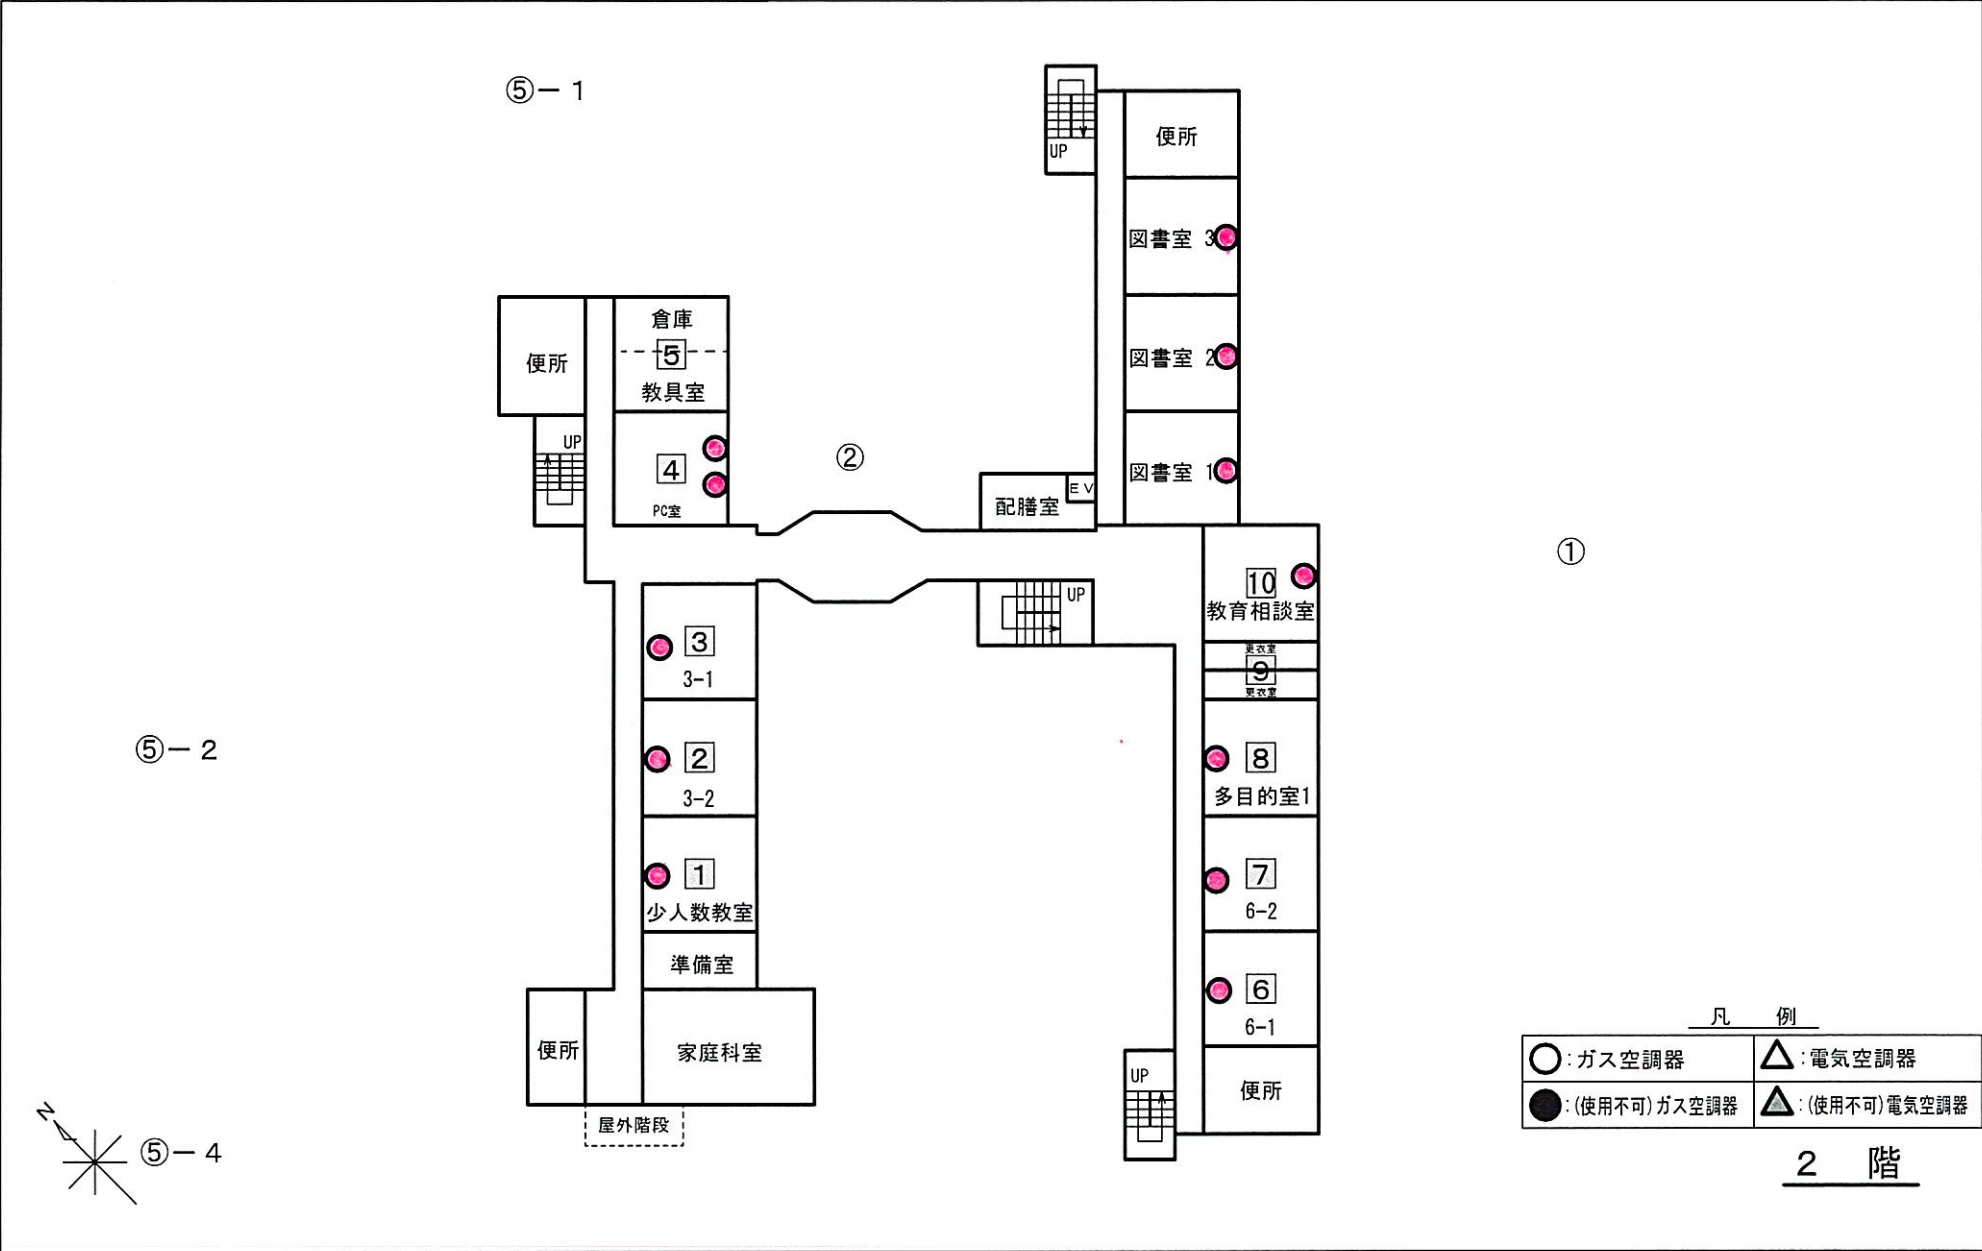 ⑤－1
UP
便所
図書室 3
図書室 2
図書室 1
倉庫
5
教具室
便所
UP
4
PC室
②
配膳室
EV
①
UP
10
教育相談室
更衣室
9
更衣室
3
3-1
2
3-2
1
少人数教室
準備室
8
多目的室1
7
6-2
6
6-1
⑤－2
便所
家庭科室
屋外階段
UP
便所
N
⑤－4
凡 例
○:ガス空調器
△:電気空調器
●:(使用不可)ガス空調器
▲:(使用不可)電気空調器
2 階